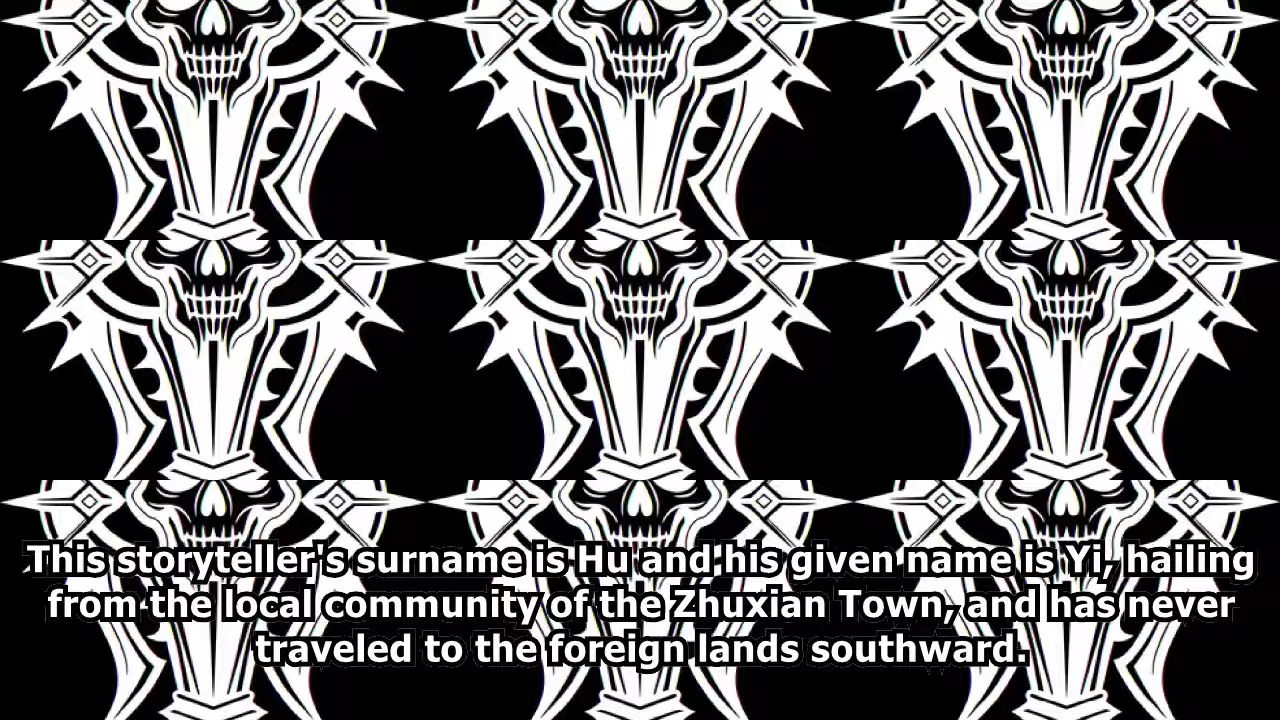 This storyteller's surname is Hu and his given name is Yi, hailing
from the local community of the Zhuxian Town, and has never
traveled to the foreign lands southward.